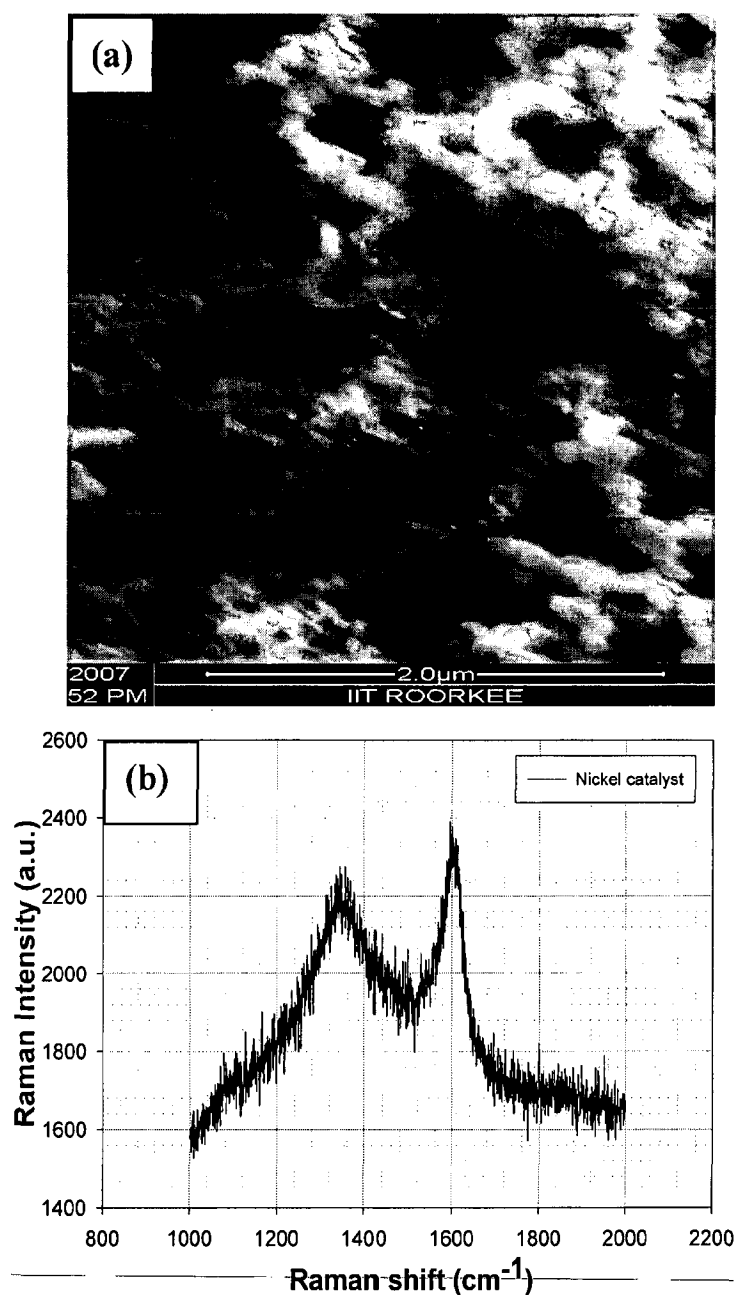 (a)
2007
2.0µm
52 PM
IIT ROORKEE
(b)
Nickel catalyst
Raman Intensity (a.u.)
2600
2400
2200
2000
1800
1600
1400
800 1000 1200 1400 1600 1800 2000 2200
Raman shift (cm⁻¹)